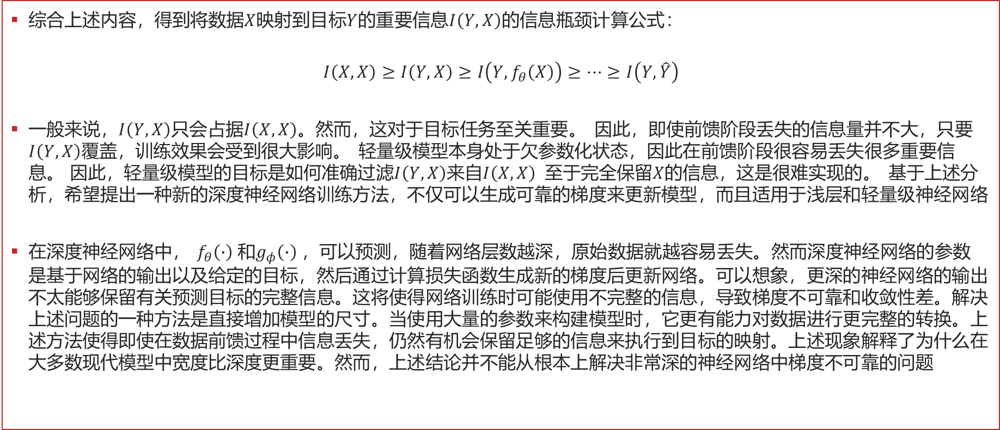 ▪ 综合上述内容，得到将数据X映射到目标Y的重要信息I(Y,X)的信息瓶颈计算公式：
I(X,X) ≥ I(Y,X) ≥ I(Y,f_θ(X)) ≥ ⋯ ≥ I(Y,Ŷ)
▪ 一般来说，I(Y,X)只会占据I(X,X)。然而，这对于目标任务至关重要。 因此，即使前馈阶段丢失的信息量并不大，只要
I(Y,X)覆盖，训练效果会受到很大影响。 轻量级模型本身处于欠参数化状态，因此在前馈阶段很容易丢失很多重要信
息。 因此，轻量级模型的目标是如何准确过滤I(Y,X)来自I(X,X) 至于完全保留X的信息，这是很难实现的。 基于上述分
析，希望提出一种新的深度神经网络训练方法，不仅可以生成可靠的梯度来更新模型，而且适用于浅层和轻量级神经网络
▪ 在深度神经网络中， f_θ(·) 和g_ϕ(·) ，可以预测，随着网络层数越深，原始数据就越容易丢失。然而深度神经网络的参数
是基于网络的输出以及给定的目标，然后通过计算损失函数生成新的梯度后更新网络。可以想象，更深的神经网络的输出
不太能够保留有关预测目标的完整信息。这将使得网络训练时可能使用不完整的信息，导致梯度不可靠和收敛性差。解决
上述问题的一种方法是直接增加模型的尺寸。当使用大量的参数来构建模型时，它更有能力对数据进行更完整的转换。上
述方法使得即使在数据前馈过程中信息丢失，仍然有机会保留足够的信息来执行到目标的映射。上述现象解释了为什么在
大多数现代模型中宽度比深度更重要。然而，上述结论并不能从根本上解决非常深的神经网络中梯度不可靠的问题